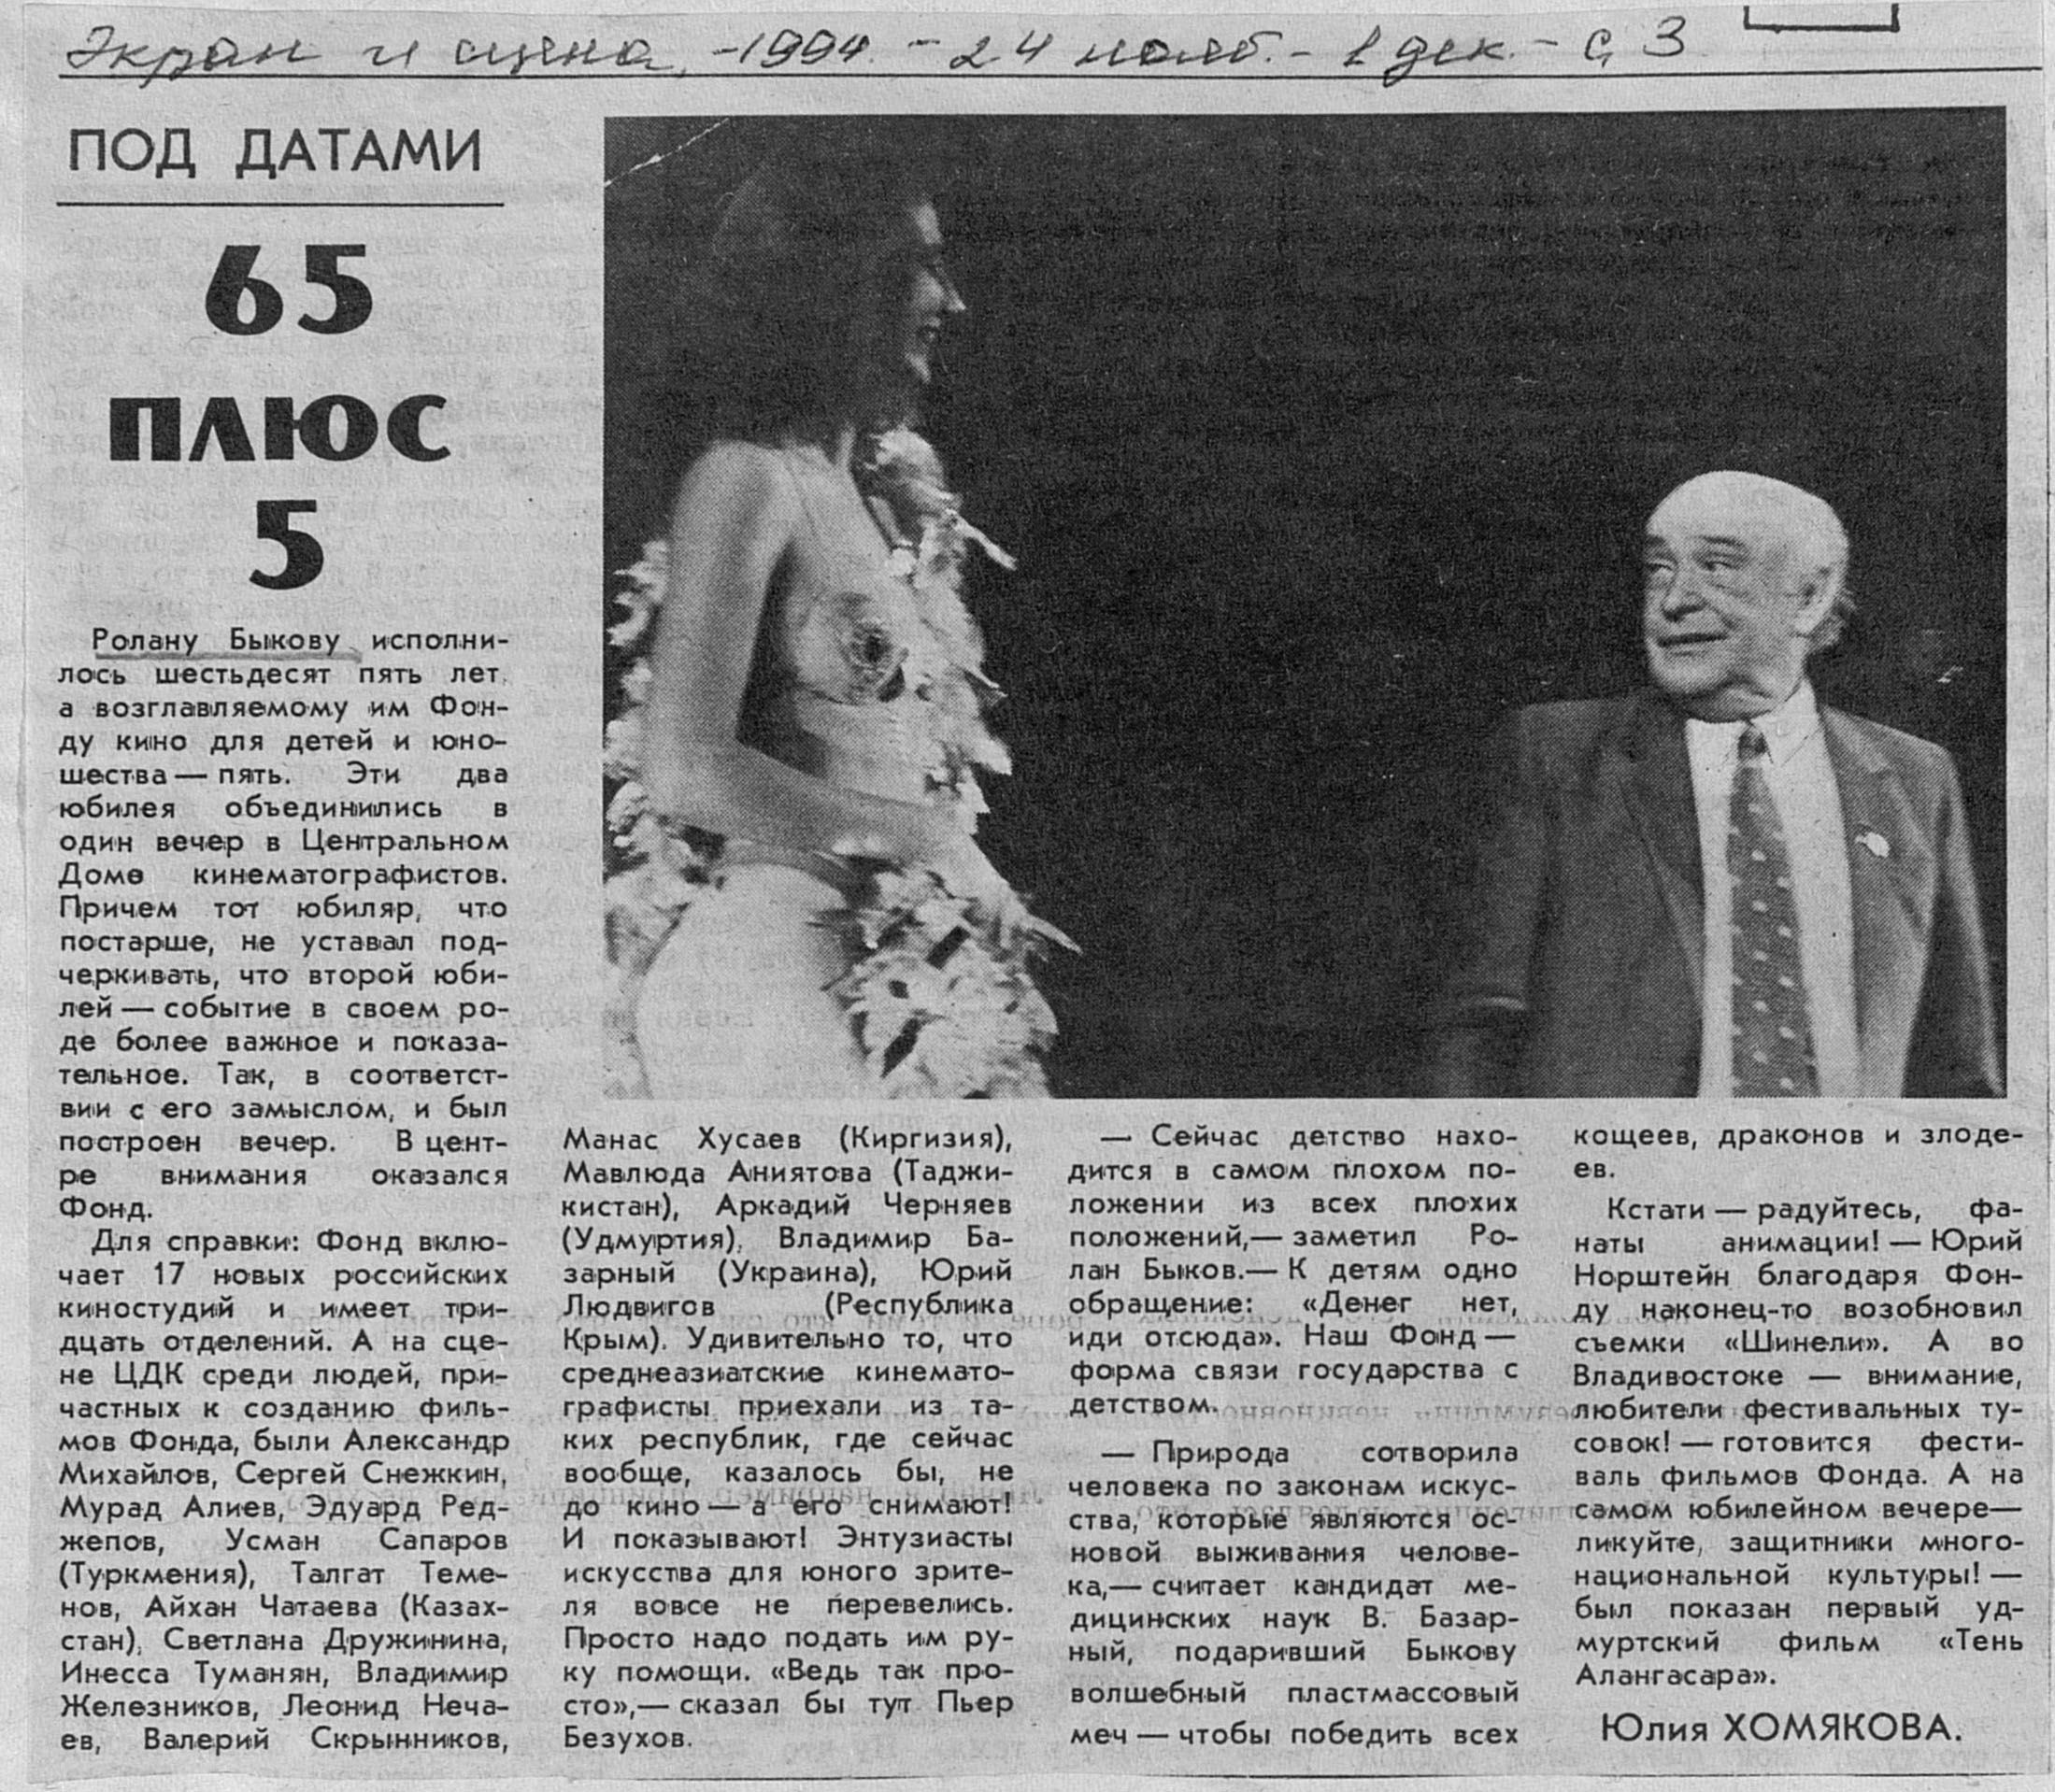 Экран и сцена, -1994. - 24 нояб. - 1 дек. - с, 3
ПОД ДАТАМИ
65
ПЛЮС
5
Ролану Быкову исполни-
лось шестьдесят пять лет,
а возглавляемому им Фон-
ду кино для детей и юно-
шества — пять. Эти два
юбилея объединились в
один вечер в Центральном
Доме кинематографистов.
Причем тот юбиляр, что
постарше, не уставал под-
черкивать, что второй юби-
лей — событие в своем ро-
де более важное и показа-
тельное. Так, в соответст-
вии с его замыслом, и был
построен вечер. В цент-
ре внимания оказался
Фонд.
Для справки: Фонд вклю-
чает 17 новых российских
киностудий и имеет три-
дцать отделений. А на сце-
не ЦДК среди людей, при-
частных к созданию филь-
мов Фонда, были Александр
Михайлов, Сергей Снежкин,
Мурад Алиев, Эдуард Ред-
жепов, Усман Сапаров
(Туркмения), Талгат Теме-
нов, Айхан Чатаева (Казах-
стан), Светлана Дружинина,
Инесса Туманян, Владимир
Железников, Леонид Неча-
ев, Валерий Скрынников,
Манас Хусаев (Киргизия),
Мавлюда Аниятова (Таджи-
кистан), Аркадий Черняев
(Удмуртия), Владимир Ба-
зарный (Украина), Юрий
Людвигов (Республика
Крым). Удивительно то, что
среднеазиатские кинемато-
графисты приехали из та-
ких республик, где сейчас
вообще, казалось бы, не
до кино — а его снимают!
И показывают! Энтузиасты
искусства для юного зрите-
ля вовсе не перевелись.
Просто надо подать им ру-
ку помощи. «Ведь так про-
сто»,— сказал бы тут Пьер
Безухов.
— Сейчас детство нахо-
дится в самом плохом по-
ложении из всех плохих
положений,— заметил Ро-
лан Быков.— К детям одно
обращение: «Денег нет,
иди отсюда». Наш Фонд —
форма связи государства с
детством.
— Природа сотворила
человека по законам искус-
ства, которые являются ос-
новой выживания челове-
ка,— считает кандидат ме-
дицинских наук В. Базар-
ный, подаривший Быкову
волшебный пластмассовый
меч — чтобы победить всех
кощеев, драконов и злоде-
ев.
Кстати — радуйтесь, фа-
наты анимации! — Юрий
Норштейн благодаря Фон-
ду наконец-то возобновил
съемки «Шинели». А во
Владивостоке — внимание,
любители фестивальных ту-
совок! — готовится фести-
валь фильмов Фонда. А на
самом юбилейном вечере—
ликуйте, защитники много-
национальной культуры! —
был показан первый уд-
муртский фильм «Тень
Алангасара».
Юлия ХОМЯКОВА.